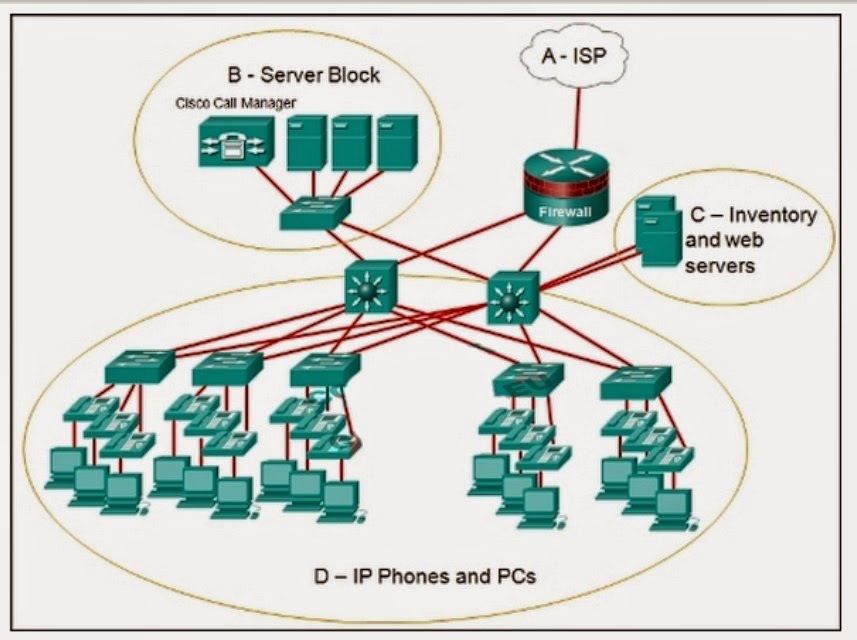 A - ISP
B - Server Block
Cisco Call Manager
Firewall
C – Inventory
and web
servers
D – IP Phones and PCs